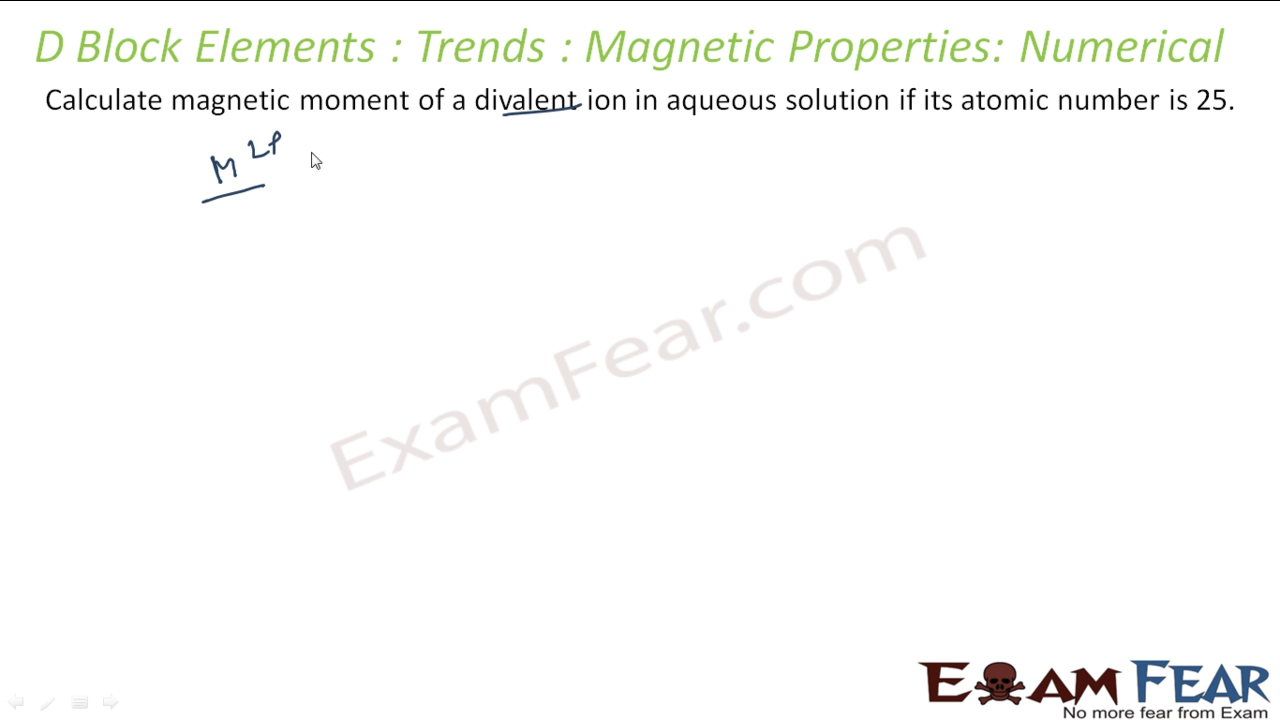 D Block Elements : Trends : Magnetic Properties: Numerical
Calculate magnetic moment of a divalent ion in aqueous solution if its atomic number is 25.
M 2+
ExamFear.com
EXAM FEAR
No more fear from Exam